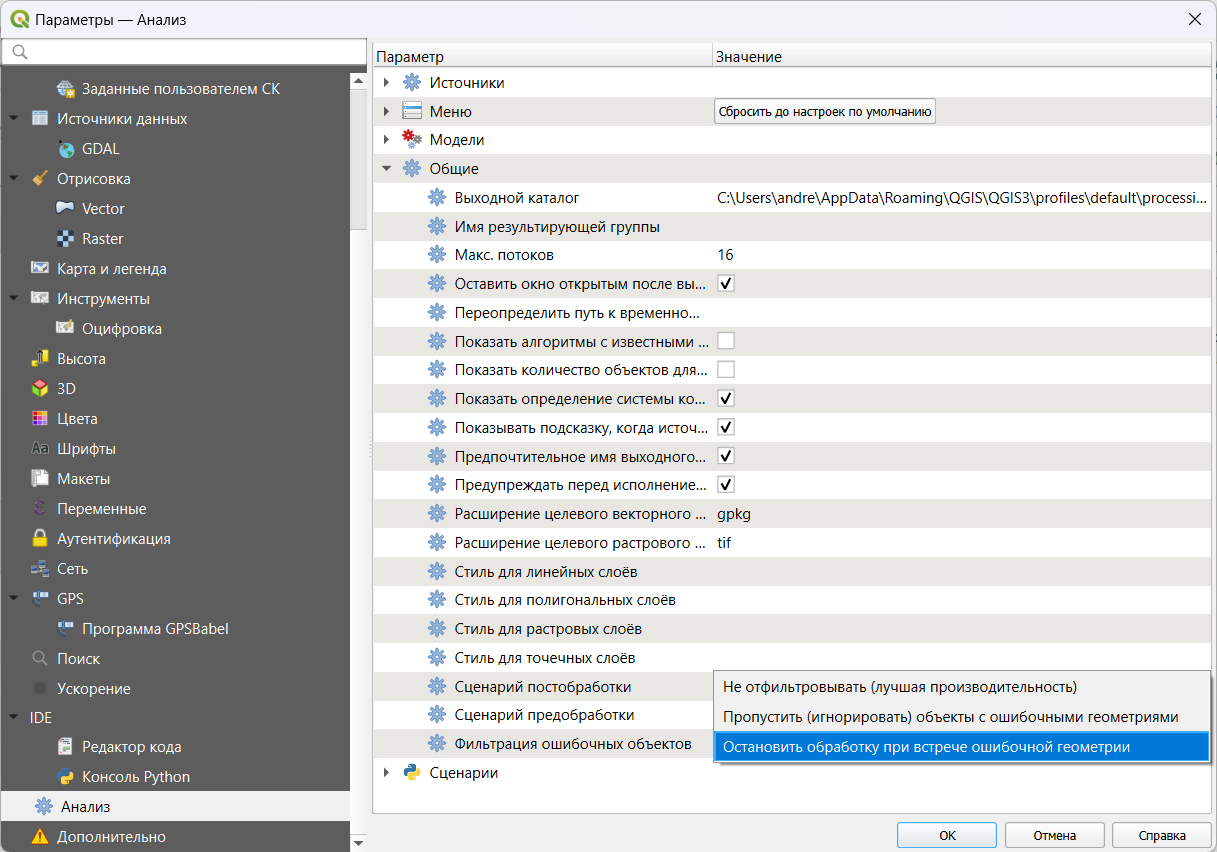 Параметры — Анализ
Заданные пользователем СК
Источники данных
GDAL
Отрисовка
Vector
Raster
Карта и легенда
Инструменты
Оцифровка
Высота
3D
Цвета
Aa Шрифты
Макеты
ε Переменные
Аутентификация
Сеть
GPS
Программа GPSBabel
Поиск
Ускорение
IDE
Редактор кода
Консоль Python
Анализ
Дополнительно
Параметр Значение
Источники
Меню Сбросить до настроек по умолчанию
Модели
Общие
Выходной каталог C:\Users\andre\AppData\Roaming\QGIS\QGIS3\profiles\default\processi...
Имя результирующей группы
Макс. потоков 16
Оставить окно открытым после вы...
Переопределить путь к временно...
Показать алгоритмы с известными ...
Показать количество объектов для...
Показать определение системы ко...
Показывать подсказку, когда источ...
Предпочтительное имя выходного...
Предупреждать перед исполнение...
Расширение целевого векторного ... gpkg
Расширение целевого растрового ... tif
Стиль для линейных слоёв
Стиль для полигональных слоёв
Стиль для растровых слоёв
Стиль для точечных слоёв
Сценарий постобработки
Сценарий предобработки
Фильтрация ошибочных объектов
Не отфильтровывать (лучшая производительность)
Пропустить (игнорировать) объекты с ошибочными геометриями
Остановить обработку при встрече ошибочной геометрии
Сценарии
OK Отмена Справка